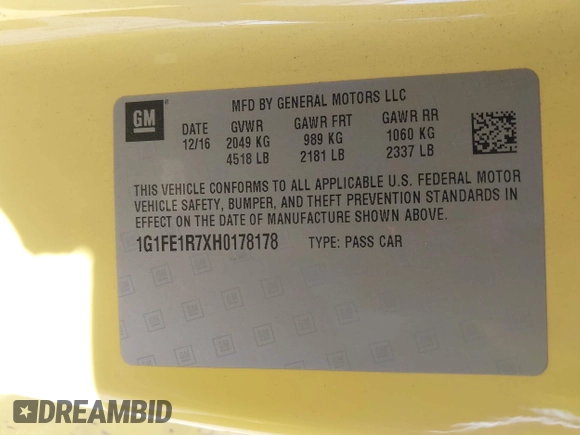 GM
MFD BY GENERAL MOTORS LLC
DATE GVWR GAWR FRT GAWR RR
12/16 2049 KG 989 KG 1060 KG
4518 LB 2181 LB 2337 LB
THIS VEHICLE CONFORMS TO ALL APPLICABLE U.S. FEDERAL MOTOR
VEHICLE SAFETY, BUMPER, AND THEFT PREVENTION STANDARDS IN
EFFECT ON THE DATE OF MANUFACTURE SHOWN ABOVE.
1G1FE1R7XH0178178 TYPE: PASS CAR
DREAMBID